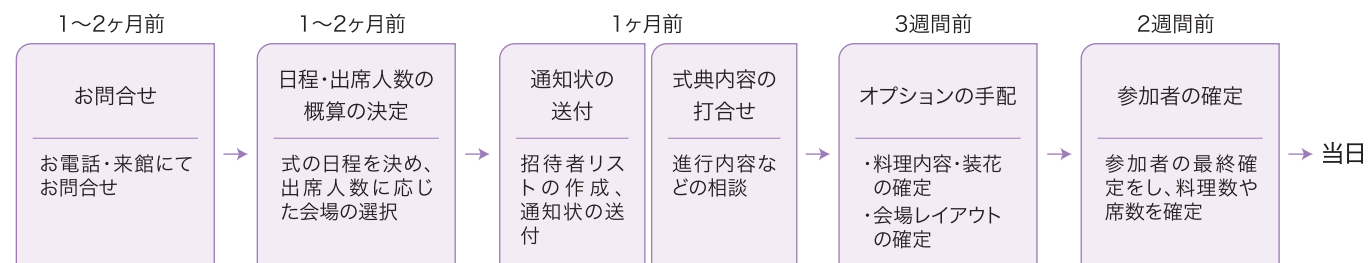 1〜2ヶ月前
お問合せ
お電話・来館にて
お問合せ
1〜2ヶ月前
日程・出席人数の
概算の決定
式の日程を決め、
出席人数に応じ
た会場の選択
1ヶ月前
通知状の
送付
招待者リス
トの作成、
通知状の送
付
式典内容の
打合せ
進行内容な
どの相談
3週間前
オプションの手配
・料理内容・装花
の確定
・会場レイアウト
の確定
2週間前
参加者の確定
参加者の最終確
定をし、料理数や
席数を確定
当日